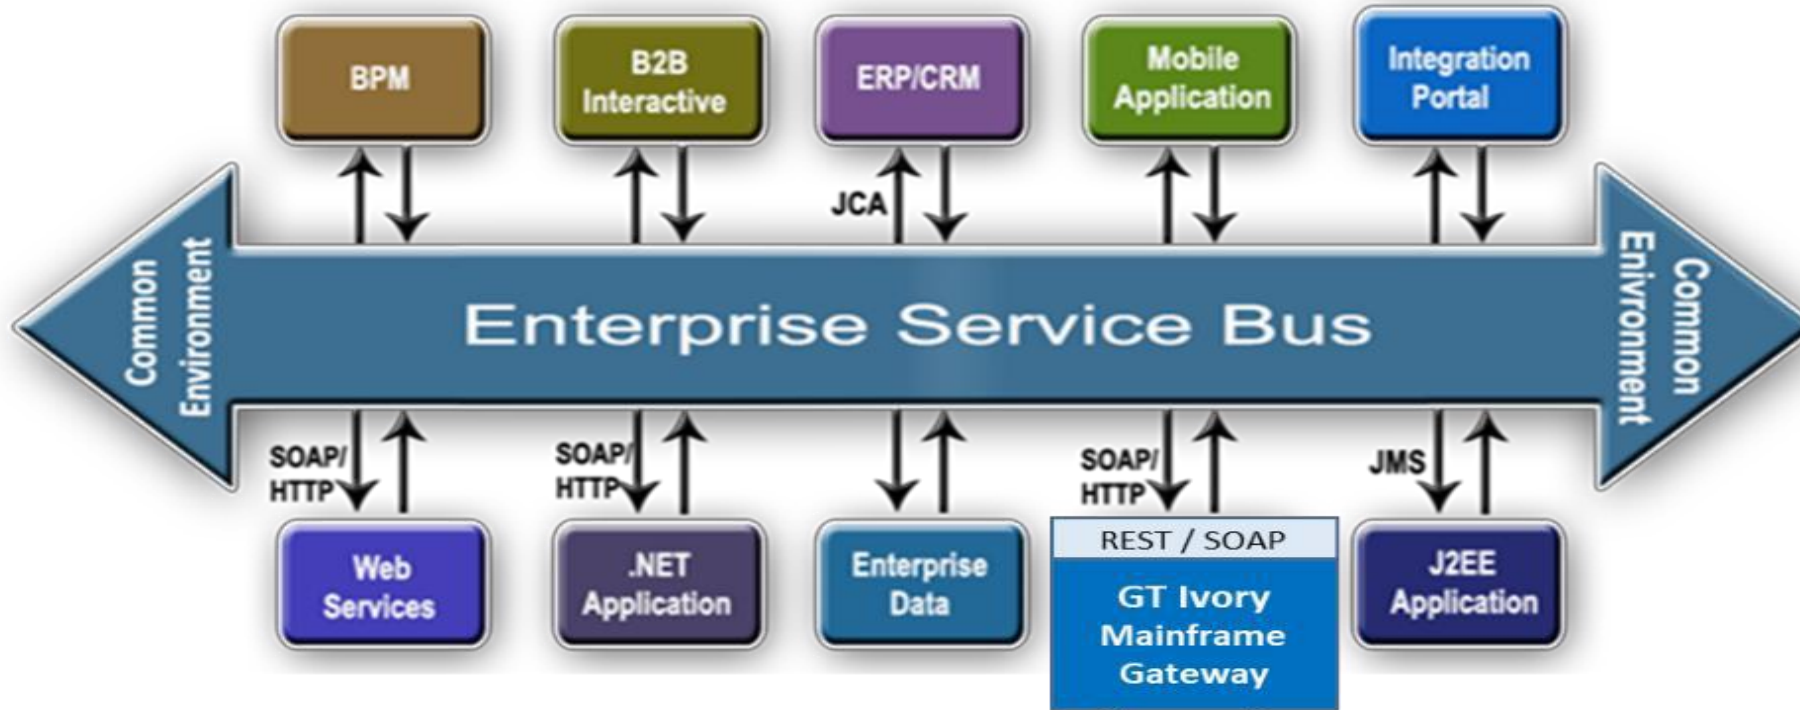 BPM
B2B
Interactive
ERP/CRM
Mobile
Application
Integration
Portal
JCA
Common
Environment
Enterprise Service Bus
Common
Enivronment
SOAP/
HTTP
SOAP/
HTTP
SOAP/
HTTP
JMS
Web
Services
.NET
Application
Enterprise
Data
REST / SOAP
GT Ivory
Mainframe
Gateway
J2EE
Application